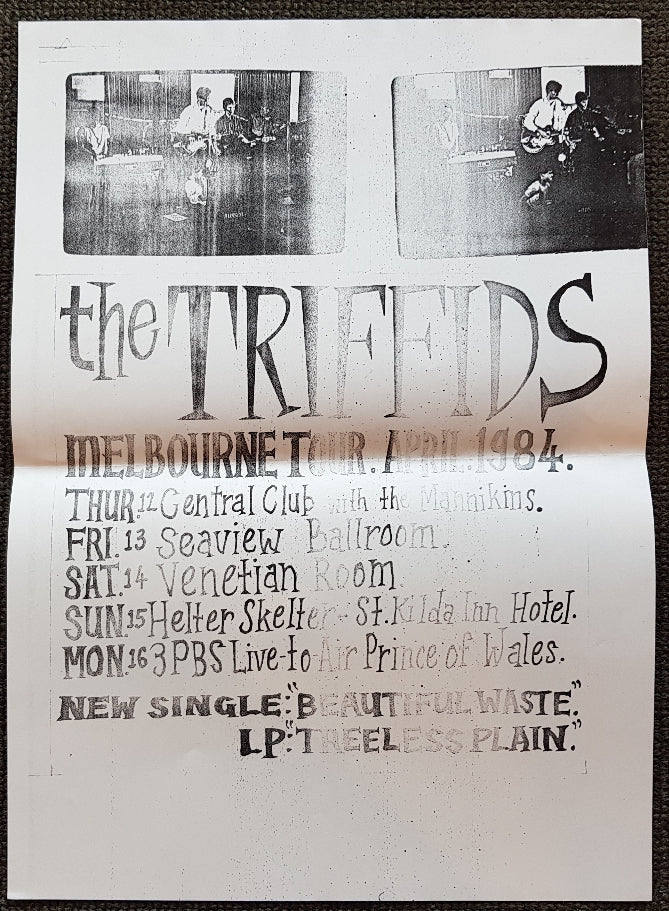 the TRIFFIDS
MELBOURNE TOUR. APRIL. 1984.
THUR. 12 Central Club with the Mannikins.
FRI. 13 Seaview Ballroom.
SAT. 14 Venetian Room.
SUN. 15 Helter Skelter - St. Kilda Inn Hotel.
MON. 16 3PBS Live-to-Air Prince of Wales.
NEW SINGLE: "BEAUTIFUL WASTE."
LP: "TREELESS PLAIN."